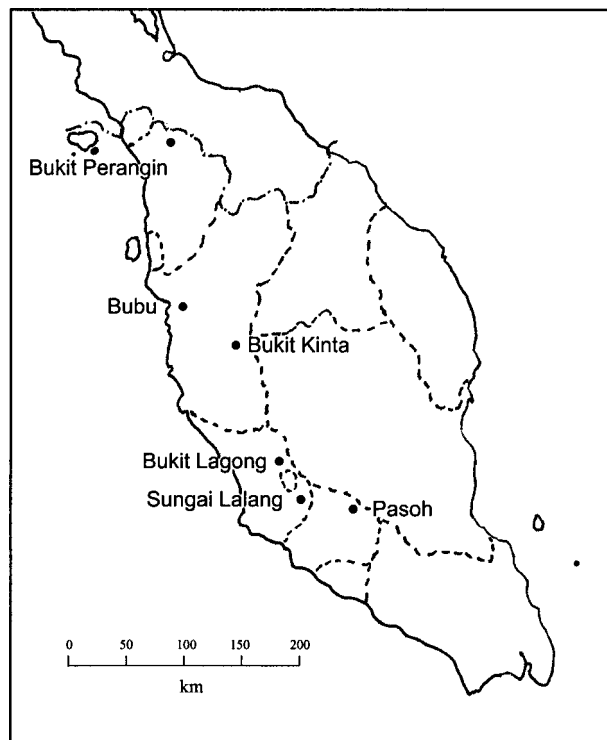 Bukit Perangin
Bubu
Bukit Kinta
Bukit Lagong
Sungai Lalang
Pasoh
0 50 100 150 200
km